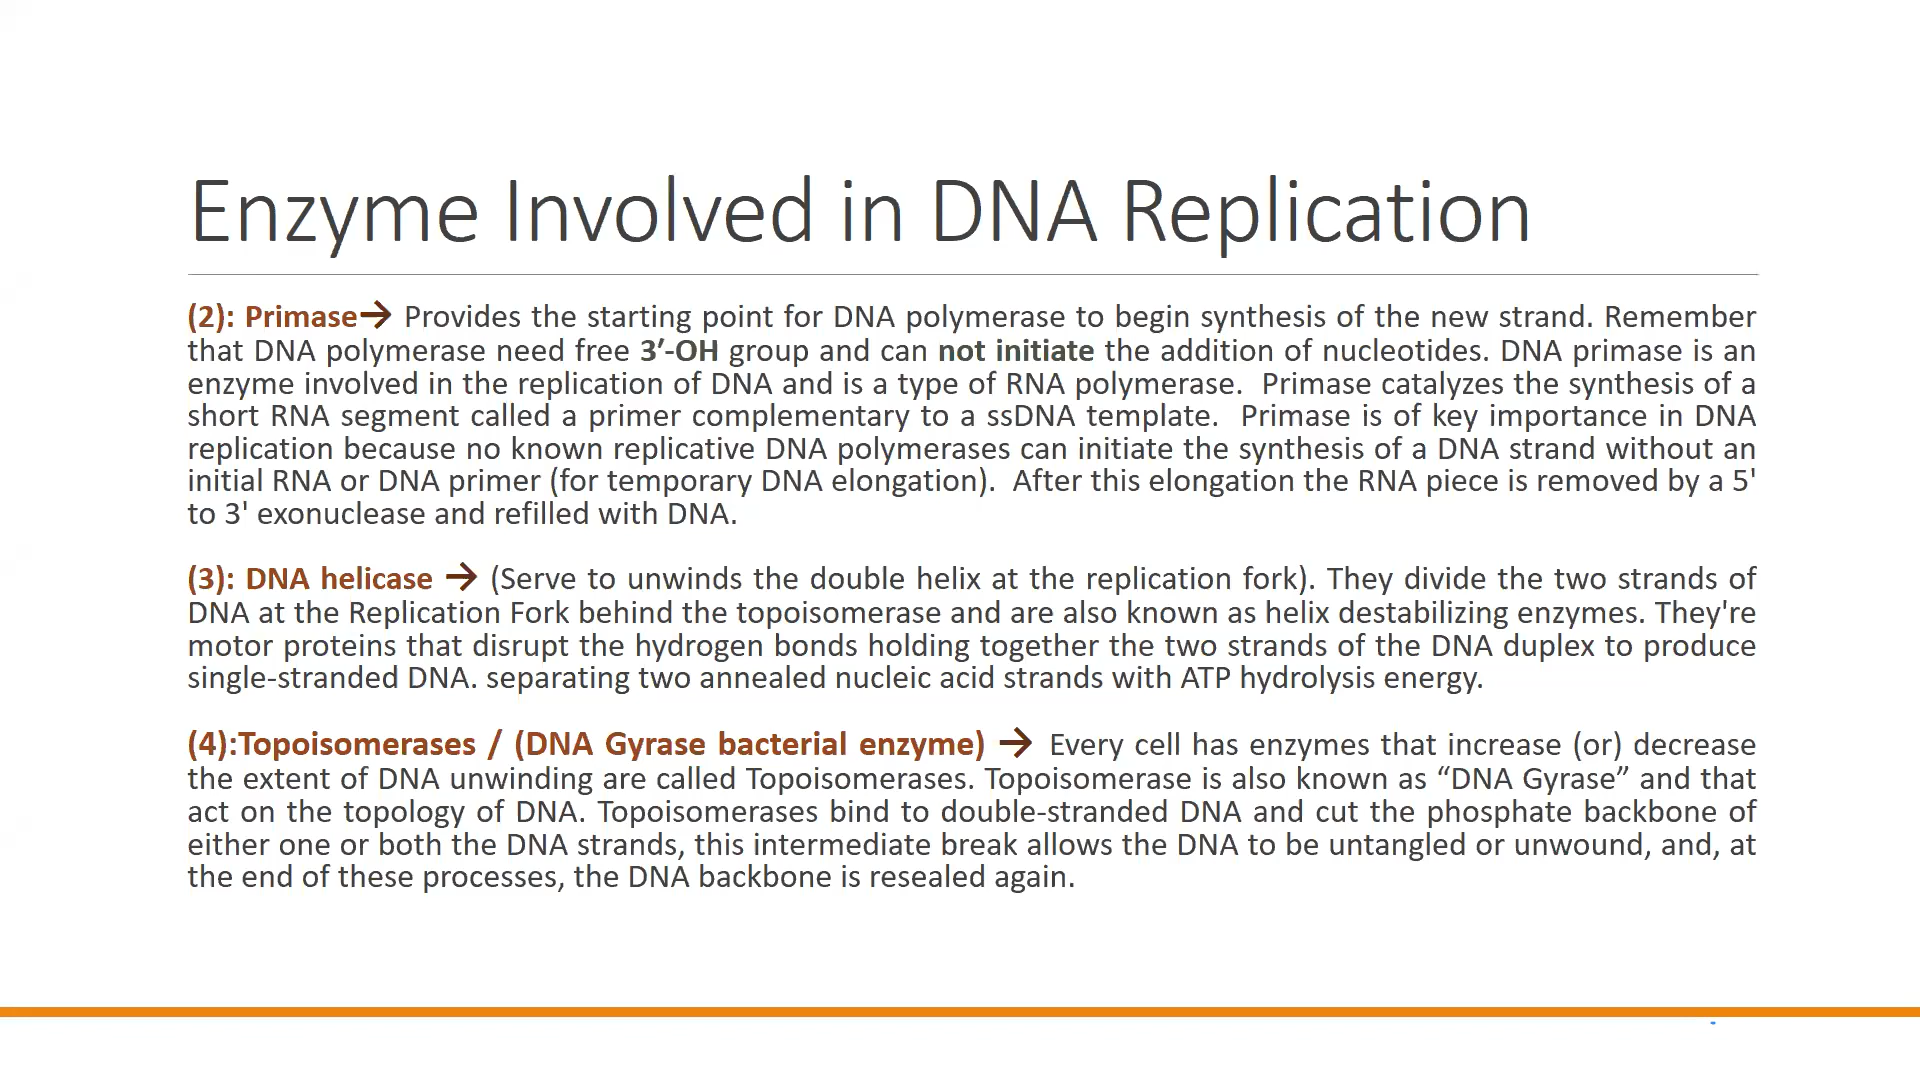 Enzyme Involved in DNA Replication
(2): Primase→ Provides the starting point for DNA polymerase to begin synthesis of the new strand. Remember
that DNA polymerase need free 3′-OH group and can not initiate the addition of nucleotides. DNA primase is an
enzyme involved in the replication of DNA and is a type of RNA polymerase.  Primase catalyzes the synthesis of a
short RNA segment called a primer complementary to a ssDNA template.  Primase is of key importance in DNA
replication because no known replicative DNA polymerases can initiate the synthesis of a DNA strand without an
initial RNA or DNA primer (for temporary DNA elongation).  After this elongation the RNA piece is removed by a 5'
to 3' exonuclease and refilled with DNA.
(3): DNA helicase → (Serve to unwinds the double helix at the replication fork). They divide the two strands of
DNA at the Replication Fork behind the topoisomerase and are also known as helix destabilizing enzymes. They're
motor proteins that disrupt the hydrogen bonds holding together the two strands of the DNA duplex to produce
single-stranded DNA. separating two annealed nucleic acid strands with ATP hydrolysis energy.
(4):Topoisomerases / (DNA Gyrase bacterial enzyme) → Every cell has enzymes that increase (or) decrease
the extent of DNA unwinding are called Topoisomerases. Topoisomerase is also known as “DNA Gyrase” and that
act on the topology of DNA. Topoisomerases bind to double-stranded DNA and cut the phosphate backbone of
either one or both the DNA strands, this intermediate break allows the DNA to be untangled or unwound, and, at
the end of these processes, the DNA backbone is resealed again.